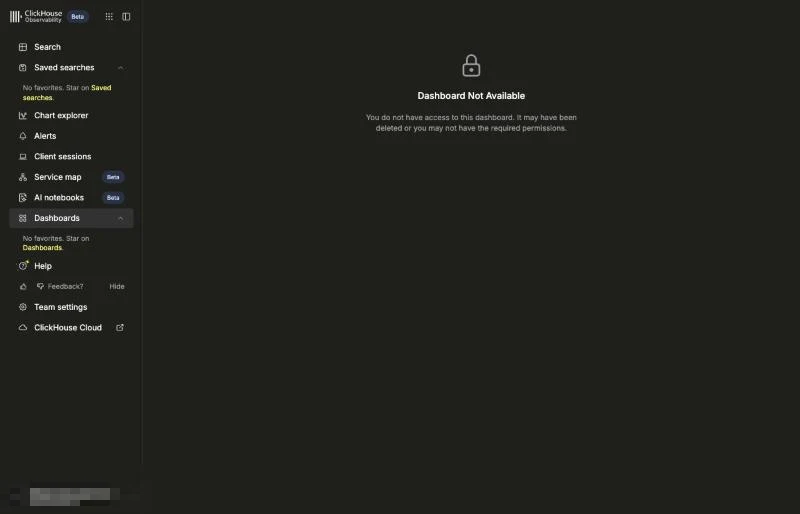 ClickHouse
Observability
Beta
Search
Saved searches
No favorites. Star on Saved
searches.
Chart explorer
Alerts
Client sessions
Service map Beta
AI notebooks Beta
Dashboards
No favorites. Star on
Dashboards.
Help
Feedback? Hide
Team settings
ClickHouse Cloud
Dashboard Not Available
You do not have access to this dashboard. It may have been
deleted or you may not have the required permissions.